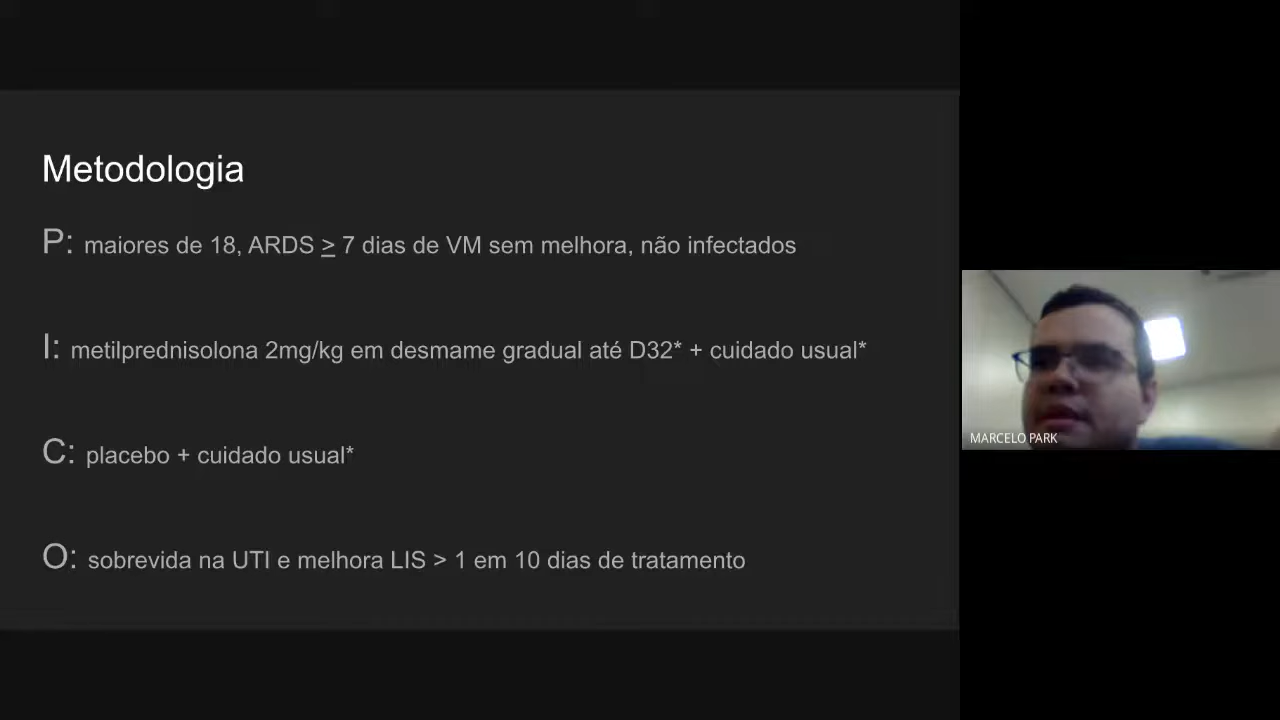 Metodologia
P: maiores de 18, ARDS ≥ 7 dias de VM sem melhora, não infectados
I: metilprednisolona 2mg/kg em desmame gradual até D32* + cuidado usual*
C: placebo + cuidado usual*
O: sobrevida na UTI e melhora LIS > 1 em 10 dias de tratamento
MARCELO PARK